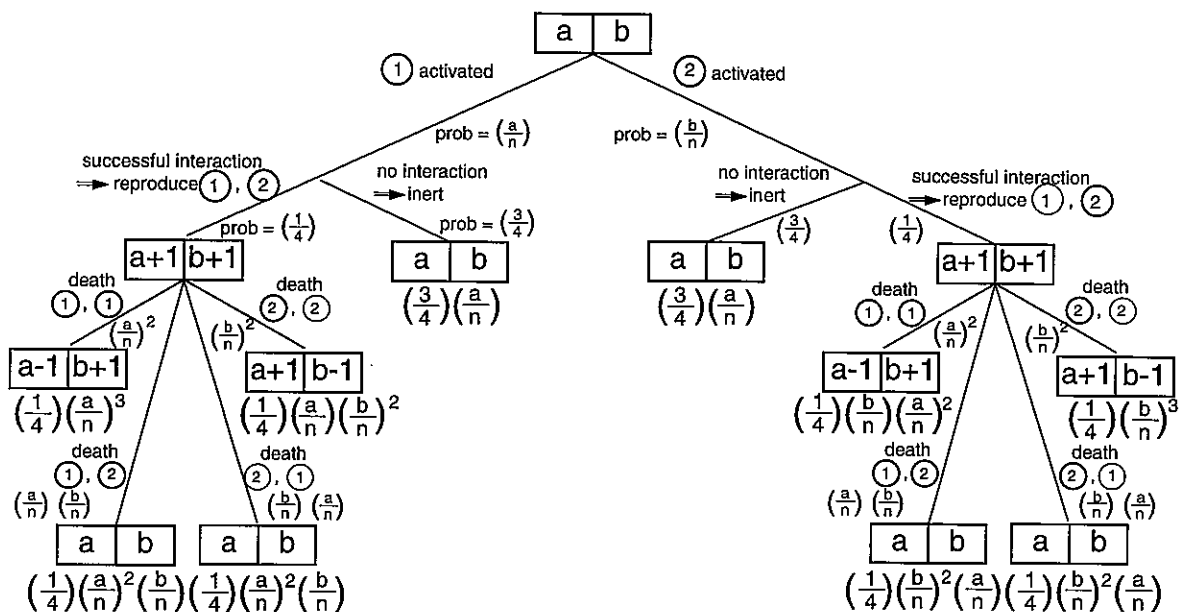 a b
① activated ② activated
prob = (a/n) prob = (b/n)
successful interaction
⇒ reproduce ①, ②
no interaction
⇒ inert
no interaction
⇒ inert
successful interaction
⇒ reproduce ①, ②
prob = (1/4) prob = (3/4) (3/4) (1/4)
a+1 b+1 a b a b a+1 b+1
(3/4)(a/n) (3/4)(a/n)
death
①, ①
death
②, ②
death
①, ①
death
②, ②
(a/n)² (b/n)² (a/n)² (b/n)²
a-1 b+1 a+1 b-1 a-1 b+1 a+1 b-1
(1/4)(a/n)³ (1/4)(a/n)(b/n)² (1/4)(b/n)(a/n)² (1/4)(b/n)³
death
①, ②
death
②, ①
death
①, ②
death
②, ①
(a/n) (b/n) (b/n) (a/n) (a/n) (b/n) (b/n) (a/n)
a b a b a b a b
(1/4)(a/n)²(b/n) (1/4)(a/n)²(b/n) (1/4)(b/n)²(a/n) (1/4)(b/n)²(a/n)